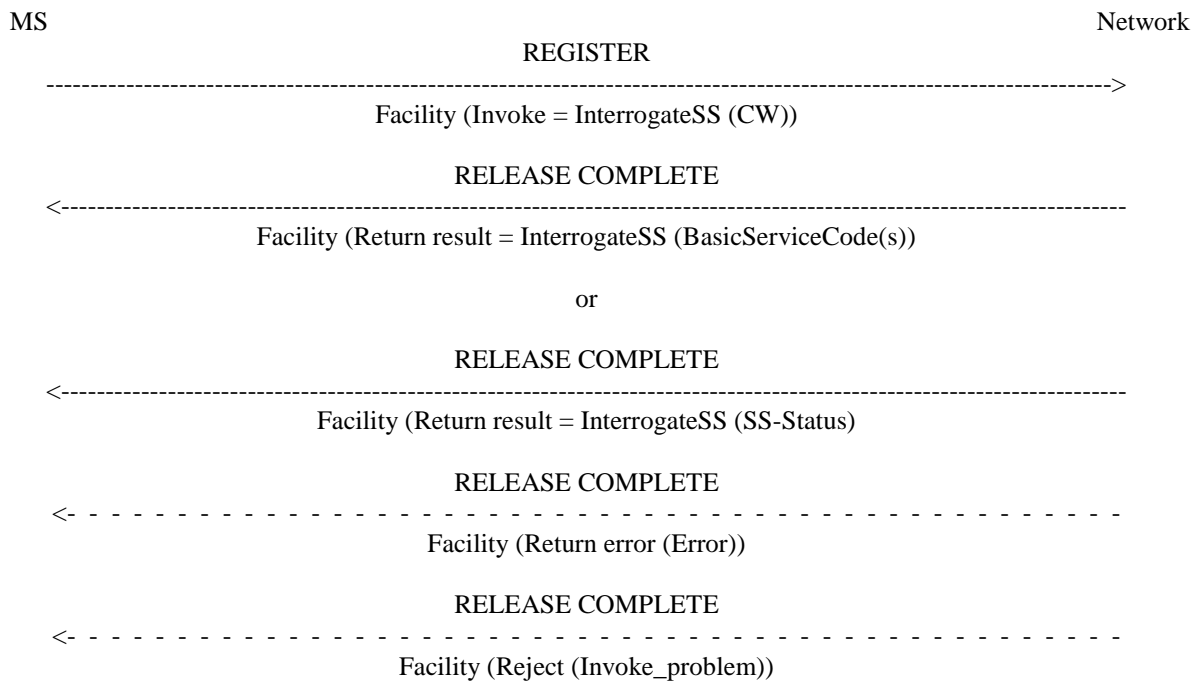 MS Network
REGISTER
------------------------------------------------------------------------------------------------------------------------>
Facility (Invoke = InterrogateSS (CW))
RELEASE COMPLETE
<------------------------------------------------------------------------------------------------------------------------
Facility (Return result = InterrogateSS (BasicServiceCode(s))
or
RELEASE COMPLETE
<------------------------------------------------------------------------------------------------------------------------
Facility (Return result = InterrogateSS (SS-Status)
RELEASE COMPLETE
<- - - - - - - - - - - - - - - - - - - - - - - - - - - - - - - - - - - - - - - - - - - - - - - - - -
Facility (Return error (Error))
RELEASE COMPLETE
<- - - - - - - - - - - - - - - - - - - - - - - - - - - - - - - - - - - - - - - - - - - - - - - - - -
Facility (Reject (Invoke_problem))